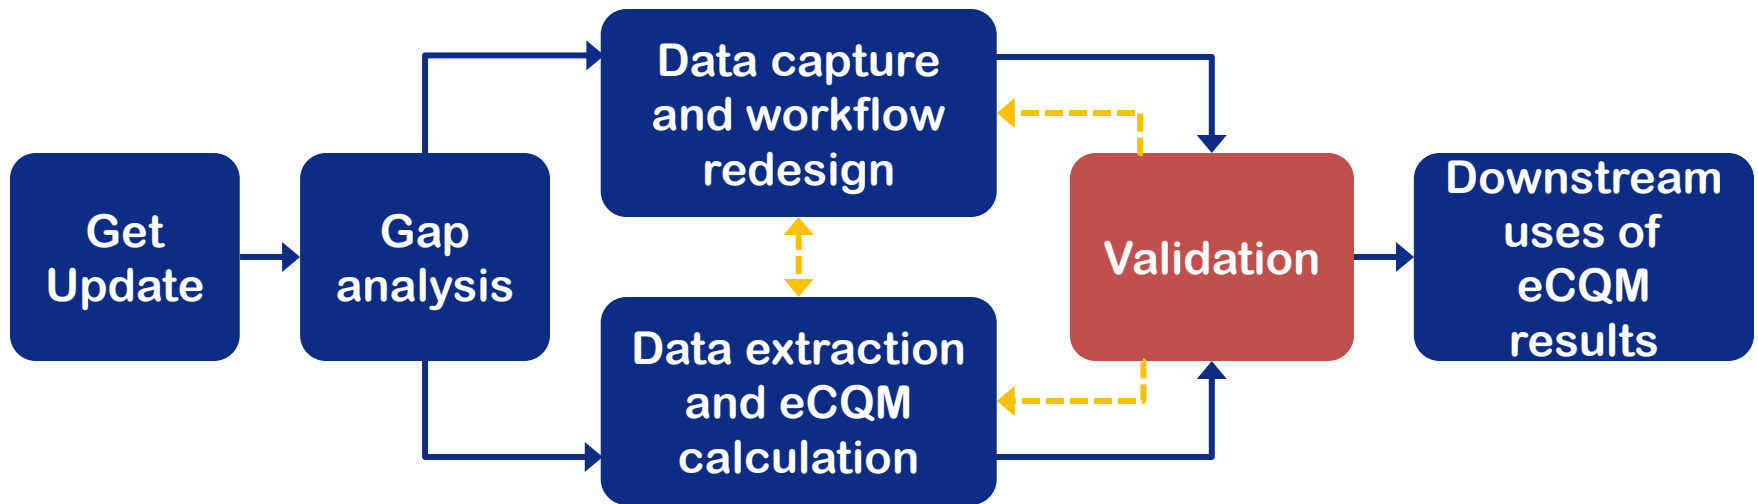 Get
Update
Gap
analysis
Data capture
and workflow
redesign
Data extraction
and eCQM
calculation
Validation
Downstream
uses of
eCQM
results